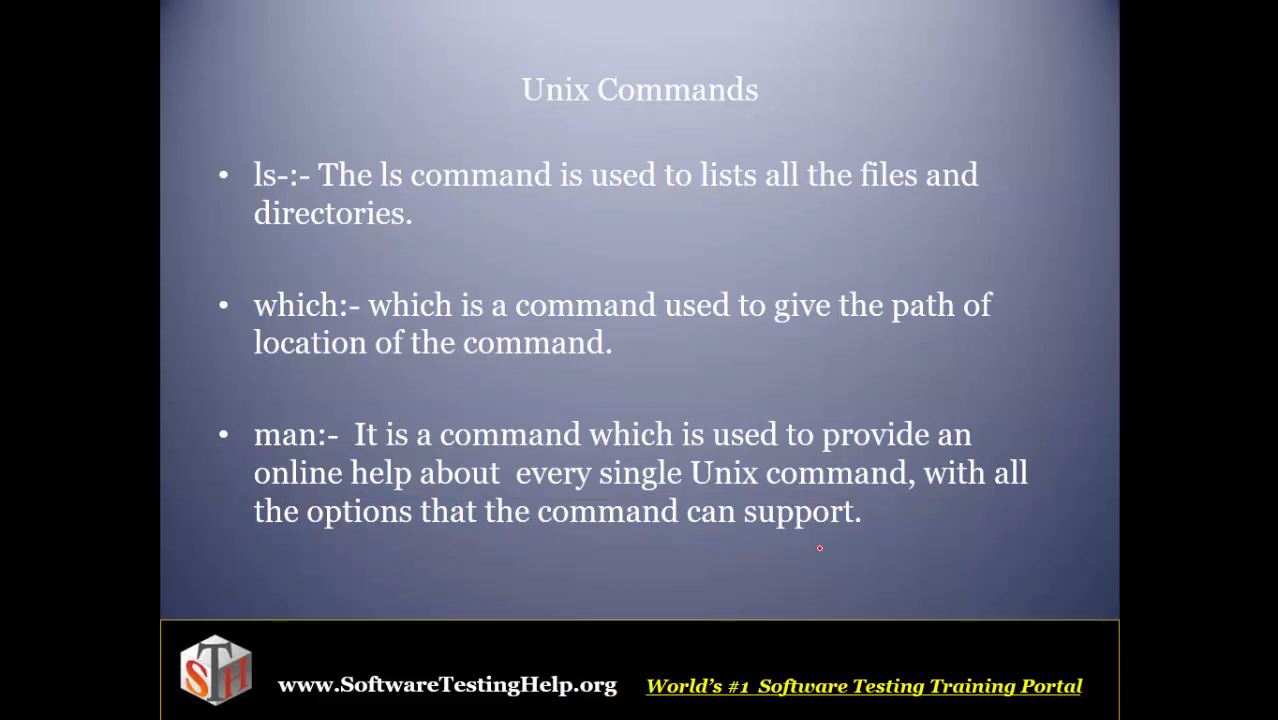 Unix Commands
• ls-:- The ls command is used to lists all the files and
directories.
• which:- which is a command used to give the path of
location of the command.
• man:- It is a command which is used to provide an
online help about every single Unix command, with all
the options that the command can support.
STH
www.SoftwareTestingHelp.org World's #1 Software Testing Training Portal